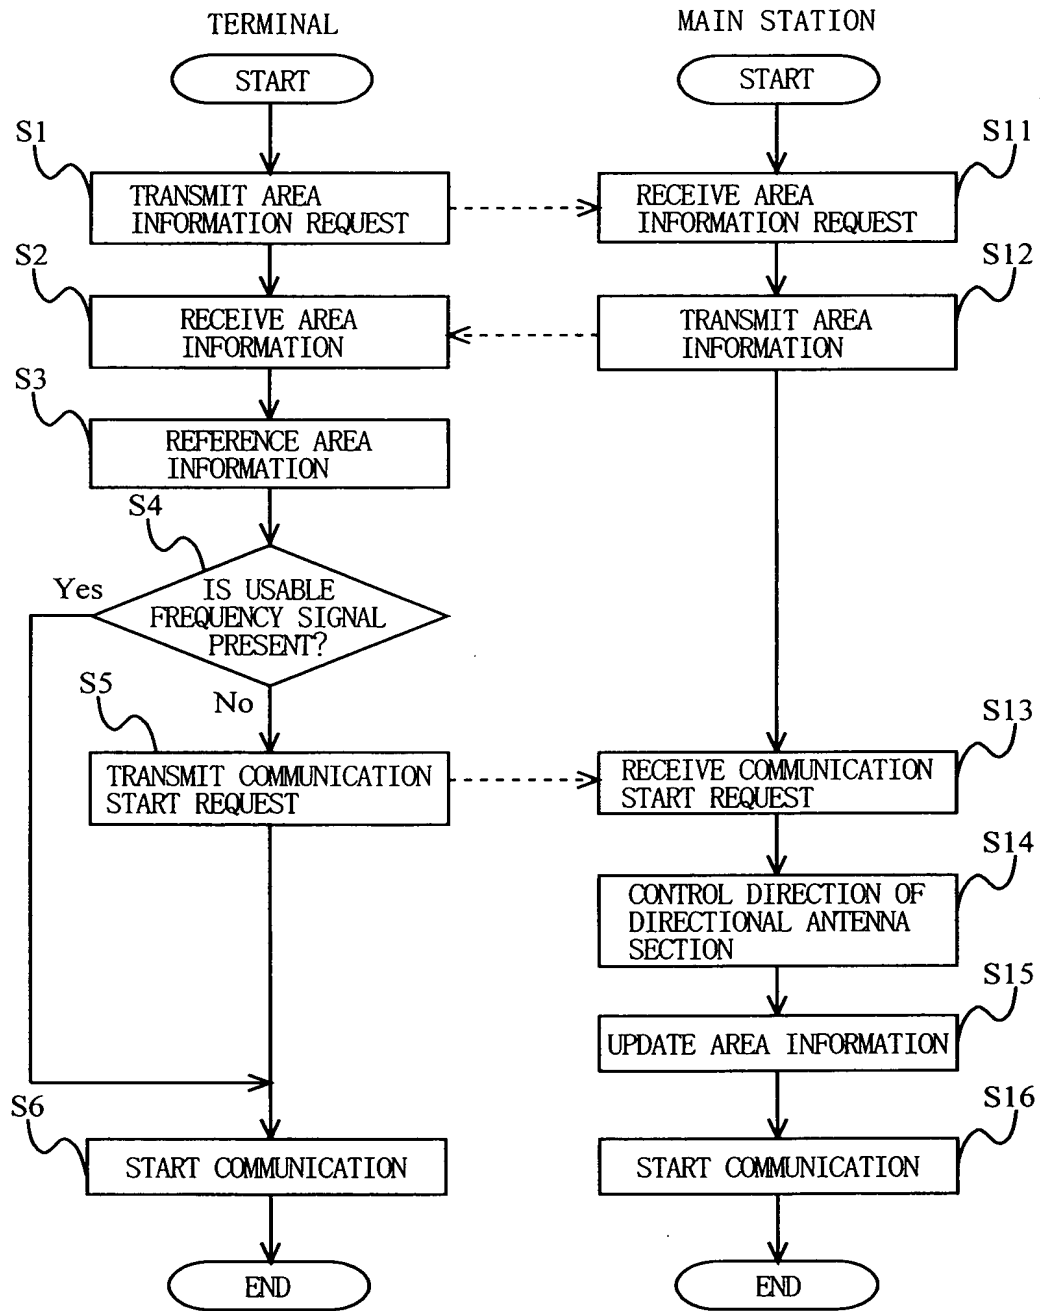 TERMINAL
MAIN STATION
START
START
S1
S11
TRANSMIT AREA
INFORMATION REQUEST
RECEIVE AREA
INFORMATION REQUEST
S2
S12
RECEIVE AREA
INFORMATION
TRANSMIT AREA
INFORMATION
S3
REFERENCE AREA
INFORMATION
S4
Yes
IS USABLE
FREQUENCY SIGNAL
PRESENT?
No
S5
S13
TRANSMIT COMMUNICATION
START REQUEST
RECEIVE COMMUNICATION
START REQUEST
S14
CONTROL DIRECTION OF
DIRECTIONAL ANTENNA
SECTION
S15
UPDATE AREA INFORMATION
S6
S16
START COMMUNICATION
START COMMUNICATION
END
END